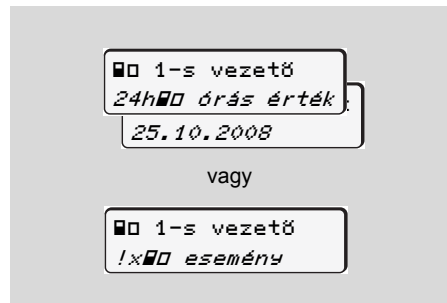 1-s vezető
24h órás érték
25.10.2008
vagy
1-s vezető
!x esemény